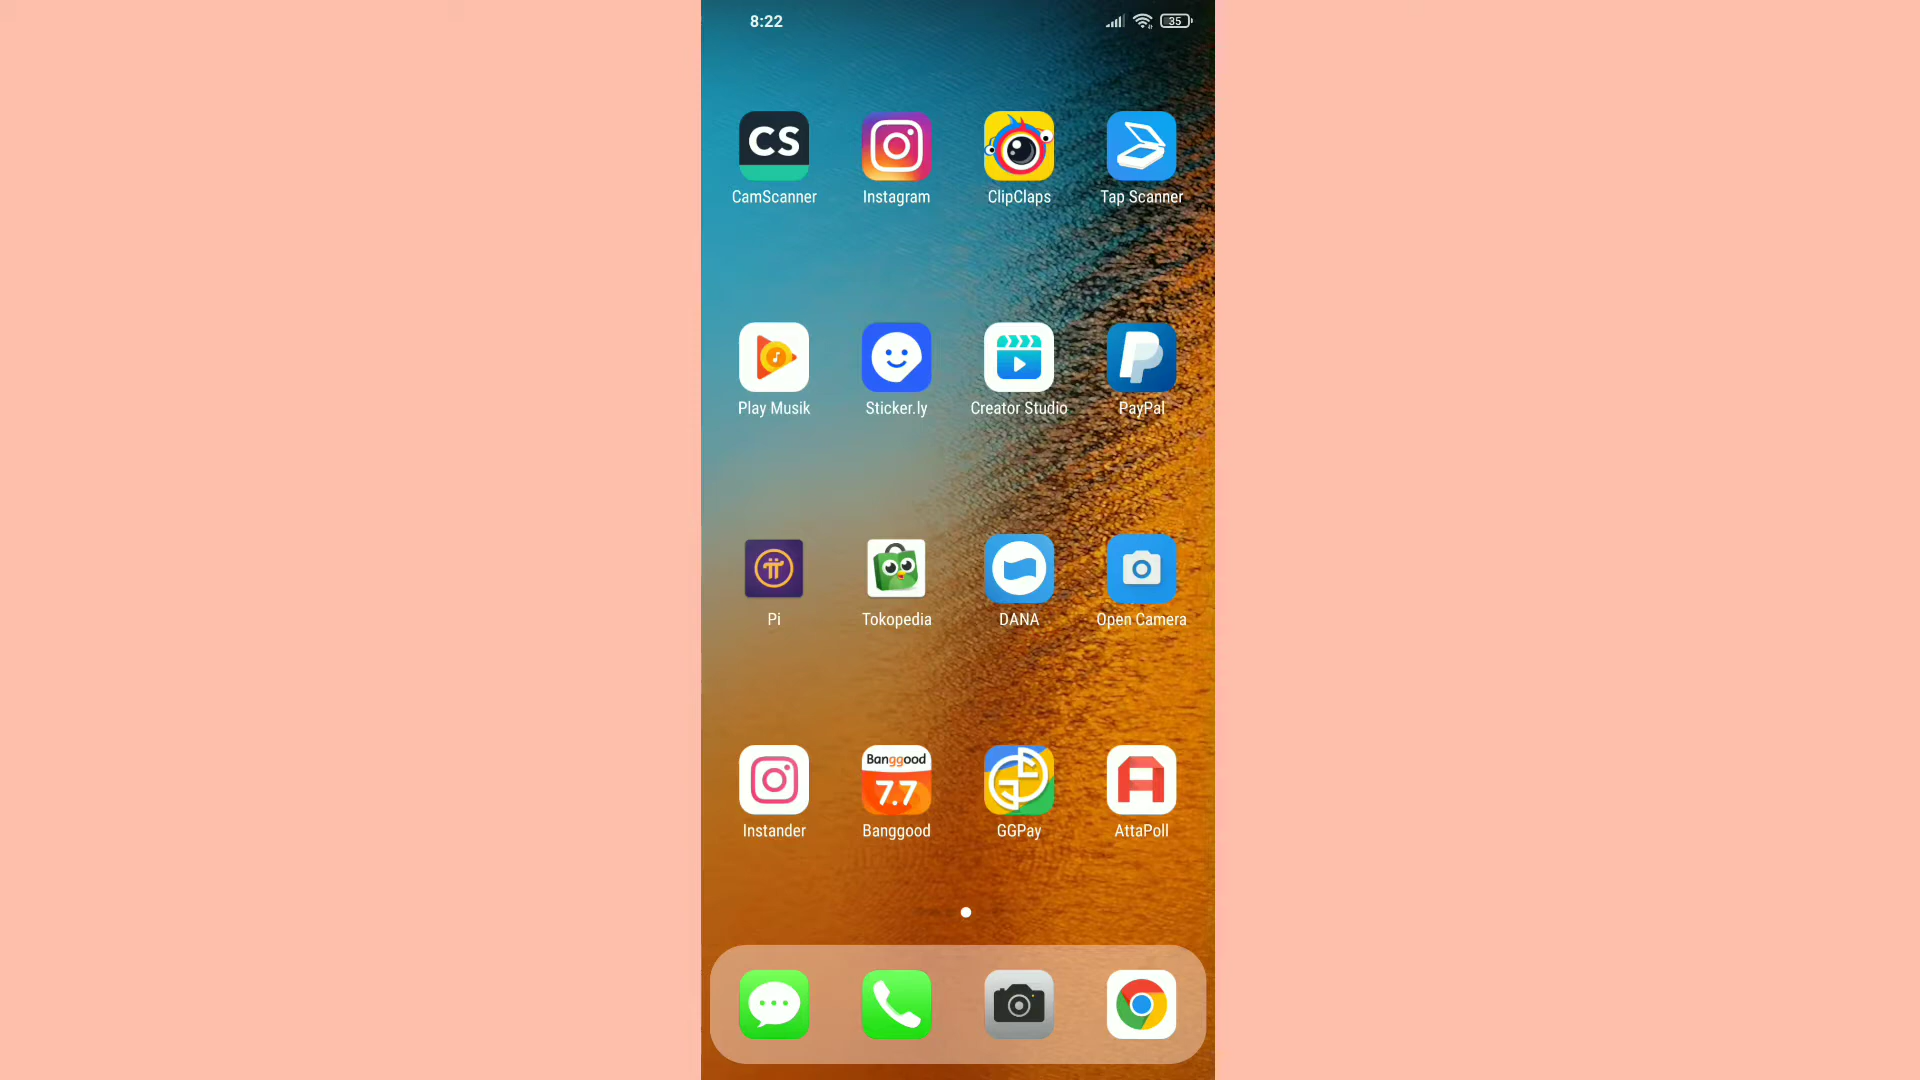 8:22
35
CS
CamScanner
Instagram
ClipClaps
Tap Scanner
Play Musik
Sticker.ly
Creator Studio
PayPal
Pi
Tokopedia
DANA
Open Camera
Banggood
7.7
Instander
Banggood
GGPay
AttaPoll